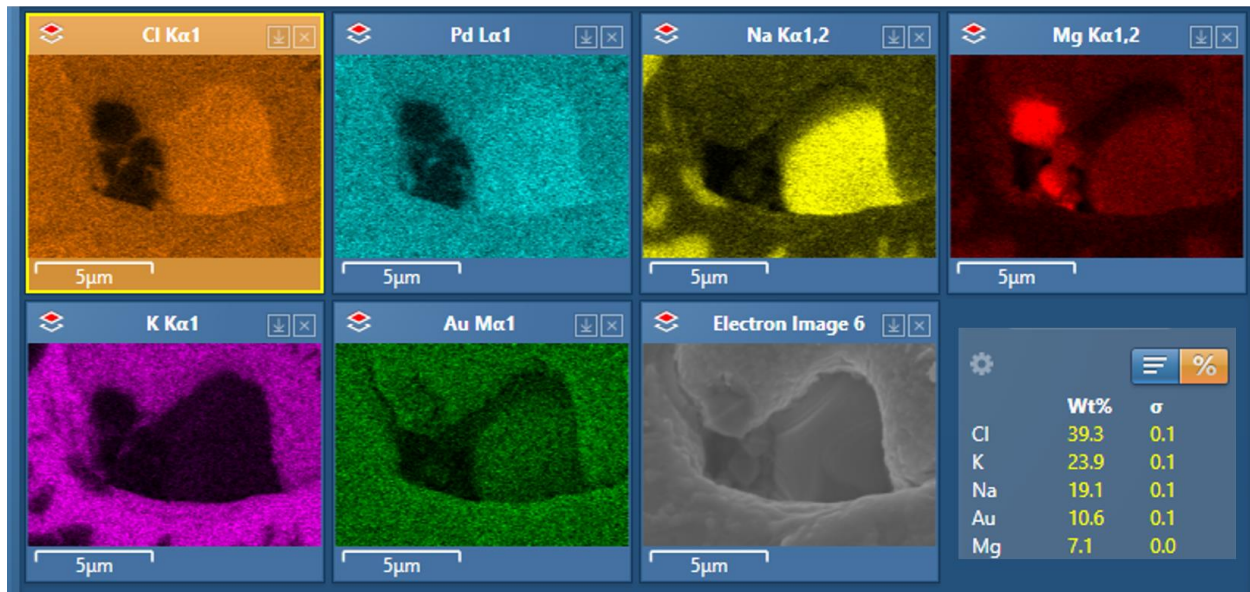 Cl Kα1
Pd Lα1
Na Kα1,2
Mg Kα1,2
5μm
5μm
5μm
5μm
K Kα1
Au Mα1
Electron Image 6
5μm
5μm
5μm
%
Wt% σ
Cl 39.3 0.1
K 23.9 0.1
Na 19.1 0.1
Au 10.6 0.1
Mg 7.1 0.0